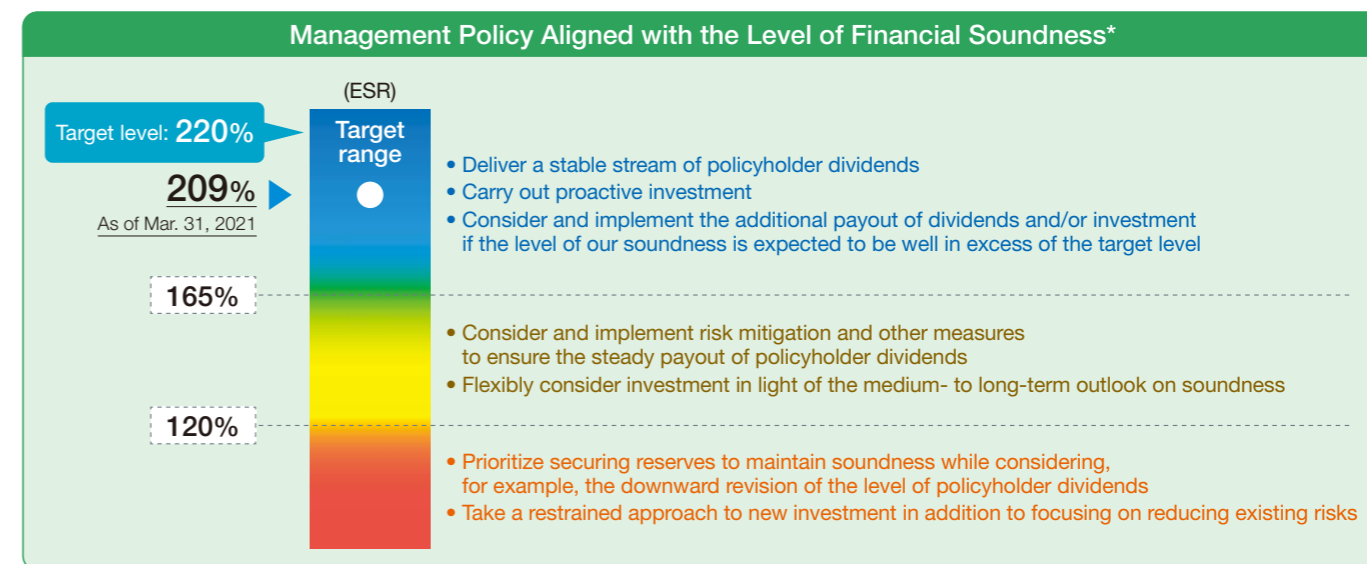 Management Policy Aligned with the Level of Financial Soundness*
(ESR)
Target level: 220%
Target
range
209%
As of Mar. 31, 2021
• Deliver a stable stream of policyholder dividends
• Carry out proactive investment
• Consider and implement the additional payout of dividends and/or investment
if the level of our soundness is expected to be well in excess of the target level
165%
• Consider and implement risk mitigation and other measures
to ensure the steady payout of policyholder dividends
• Flexibly consider investment in light of the medium- to long-term outlook on soundness
120%
• Prioritize securing reserves to maintain soundness while considering,
for example, the downward revision of the level of policyholder dividends
• Take a restrained approach to new investment in addition to focusing on reducing existing risks